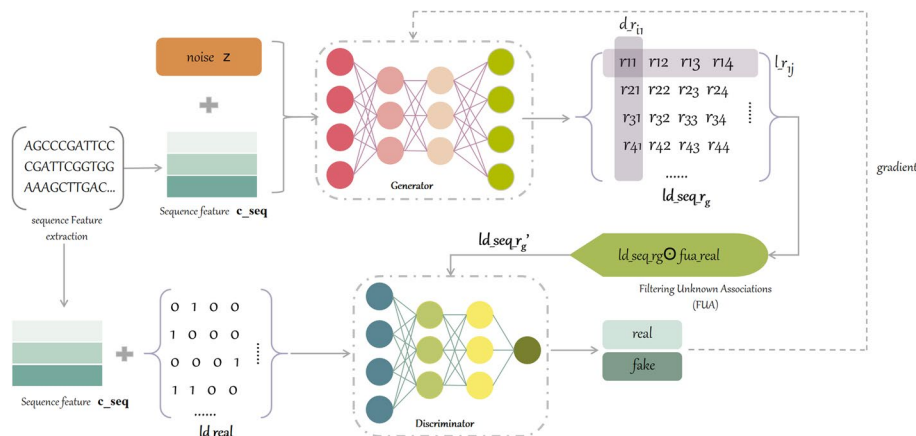 noise z
AGCCCGATTCC
CGATTCGGTGG
AAAGCTTGAC...
sequence Feature
extraction
Sequence feature c_seq
Generator
d_r_i1
l_r_1j
r11 r12 r13 r14
r21 r22 r23 r24
r31 r32 r33 r34
r41 r42 r43 r44
......
ld_seq_r_g
gradient
ld_seq_r_g'
ld_seq_rg⊙fua_real
Filtering Unknown Associations
(FUA)
Sequence feature c_seq
0 1 0 0
1 0 0 0
0 0 0 1
1 1 0 0
......
ld_real
Discriminator
real
fake